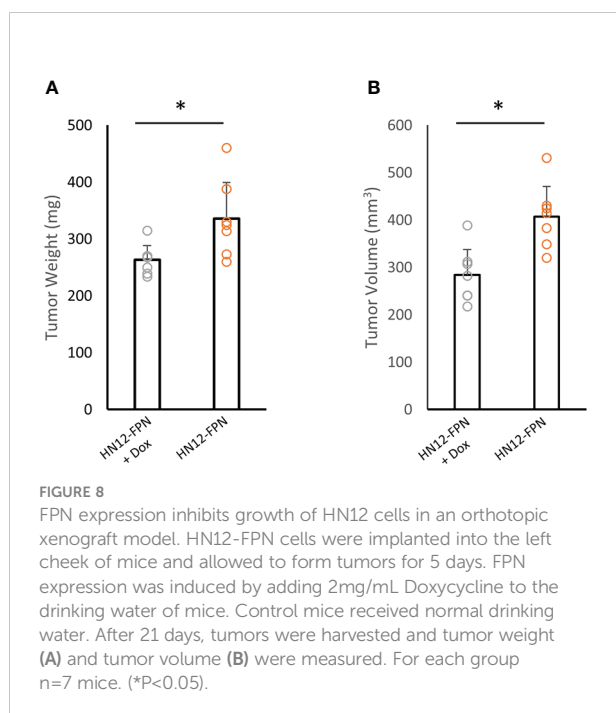 A
*
500
400
300
200
100
0
Tumor Weight (mg)
HN12-FPN
+ Dox
HN12-FPN
B
*
600
500
400
300
200
100
0
Tumor Volume (mm³)
HN12-FPN
+ Dox
HN12-FPN
FIGURE 8
FPN expression inhibits growth of HN12 cells in an orthotopic
xenograft model. HN12-FPN cells were implanted into the left
cheek of mice and allowed to form tumors for 5 days. FPN
expression was induced by adding 2mg/mL Doxycycline to the
drinking water of mice. Control mice received normal drinking
water. After 21 days, tumors were harvested and tumor weight
(A) and tumor volume (B) were measured. For each group
n=7 mice. (*P<0.05).